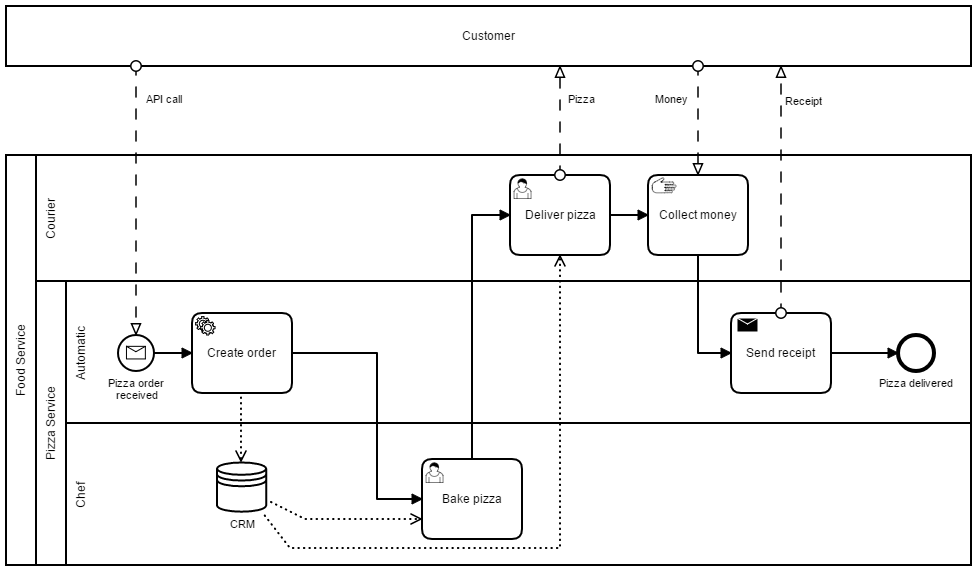 Customer
API call
Pizza
Money
Receipt
Food Service
Courier
Deliver pizza
Collect money
Pizza Service
Automatic
Pizza order
received
Create order
Send receipt
Pizza delivered
Chef
CRM
Bake pizza